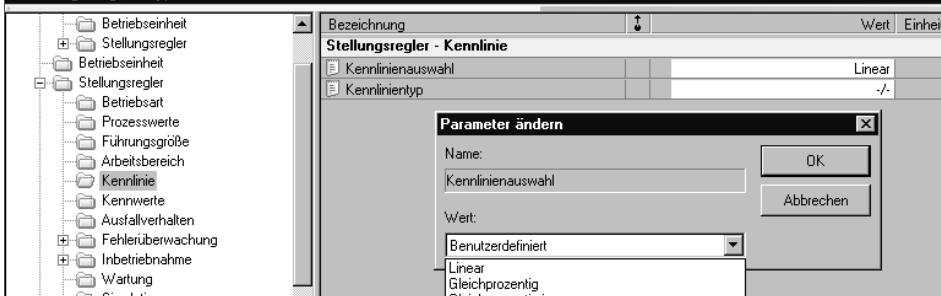 Betriebseinheit
Stellungsregler
Betriebseinheit
Stellungsregler
Betriebsart
Prozesswerte
Führungsgröße
Arbeitsbereich
Kennlinie
Kennwerte
Ausfallverhalten
Fehlerüberwachung
Inbetriebnahme
Wartung
Bezeichnung Wert Einhei
Stellungsregler - Kennlinie
Kennlinienauswahl Linear
Kennlinientyp -/-
Parameter ändern
Name:
Kennlinienauswahl
Wert:
Benutzerdefiniert
Linear
Gleichprozentig
OK
Abbrechen